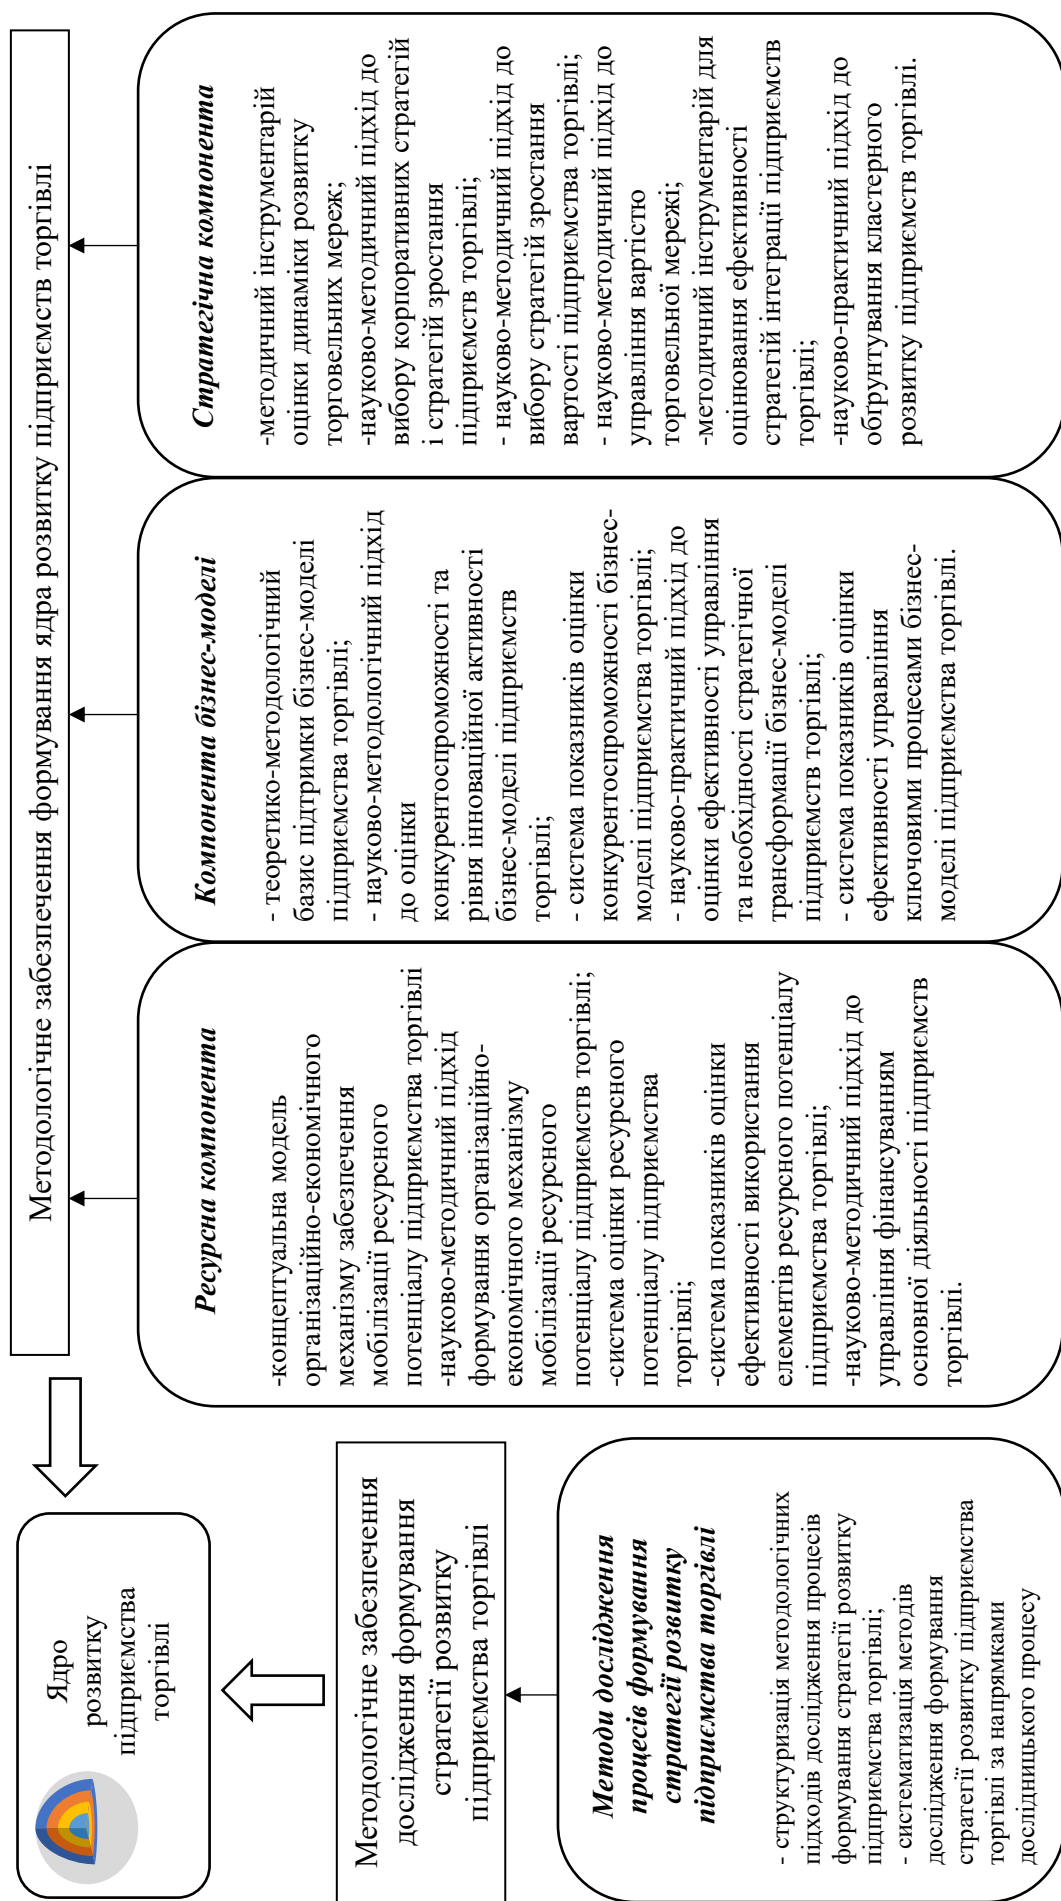 Ядро
розвитку
підприємства
торгівлі
Методологічне забезпечення формування ядра розвитку підприємств торгівлі
Методологічне забезпечення
дослідження формування
стратегії розвитку
підприємства торгівлі
Методи дослідження
процесів формування
стратегії розвитку
підприємства торгівлі
- структуризація методологічних
підходів дослідження процесів
формування стратегії розвитку
підприємства торгівлі;
- систематизація методів
дослідження формування
стратегії розвитку підприємства
торгівлі за напрямками
дослідницького процесу
Ресурсна компонента
-концептуальна модель
організаційно-економічного
механізму забезпечення
мобілізації ресурсного
потенціалу підприємства торгівлі
-науково-методичний підхід
формування організаційно-
економічного механізму
мобілізації ресурсного
потенціалу підприємств торгівлі;
-система оцінки ресурсного
потенціалу підприємства
торгівлі;
-система показників оцінки
ефективності використання
елементів ресурсного потенціалу
підприємства торгівлі;
-науково-методичний підхід до
управління фінансуванням
основної діяльності підприємств
торгівлі.
Компонента бізнес-моделі
- теоретико-методологічний
базис підтримки бізнес-моделі
підприємства торгівлі;
- науково-методологічний підхід
до оцінки
конкурентоспроможності та
рівня інноваційної активності
бізнес-моделі підприємств
торгівлі;
- система показників оцінки
конкурентоспроможності бізнес-
моделі підприємства торгівлі;
- науково-практичний підхід до
оцінки ефективності управління
та необхідності стратегічної
трансформації бізнес-моделі
підприємств торгівлі;
- система показників оцінки
ефективності управління
ключовими процесами бізнес-
моделі підприємства торгівлі.
Стратегічна компонента
-методичний інструментарій
оцінки динаміки розвитку
торговельних мереж;
-науково-методичний підхід до
вибору корпоративних стратегій
і стратегій зростання
підприємств торгівлі;
- науково-методичний підхід до
вибору стратегій зростання
вартості підприємства торгівлі;
- науково-методичний підхід до
управління вартістю
торговельної мережі;
-методичний інструментарій для
оцінювання ефективності
стратегій інтеграції підприємств
торгівлі;
-науково-практичний підхід до
обґрунтування кластерного
розвитку підприємств торгівлі.